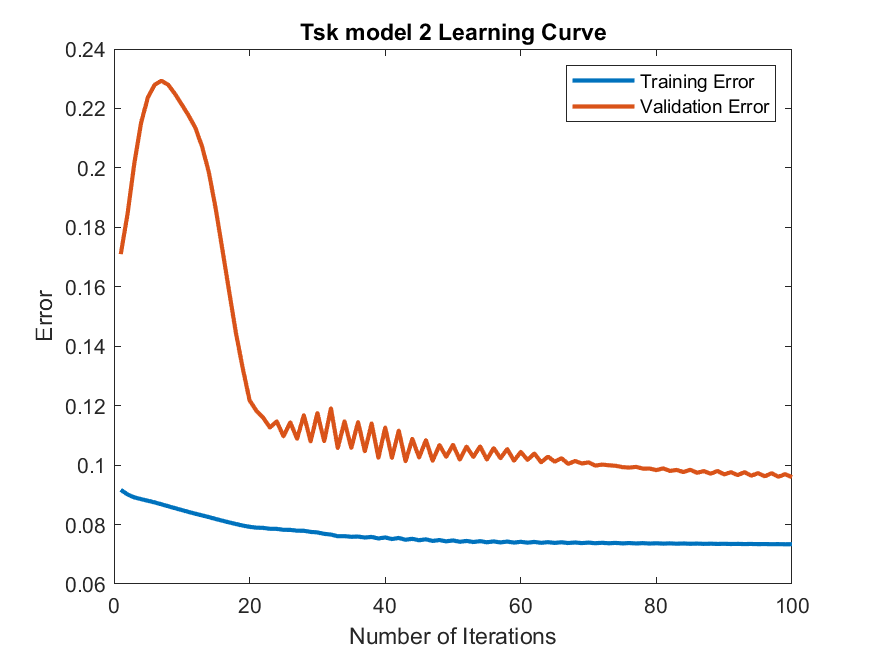 Tsk model 2 Learning Curve
0.24
0.22
0.2
0.18
0.16
0.14
0.12
0.1
0.08
0.06
Error
Training Error
Validation Error
0 20 40 60 80 100
Number of Iterations